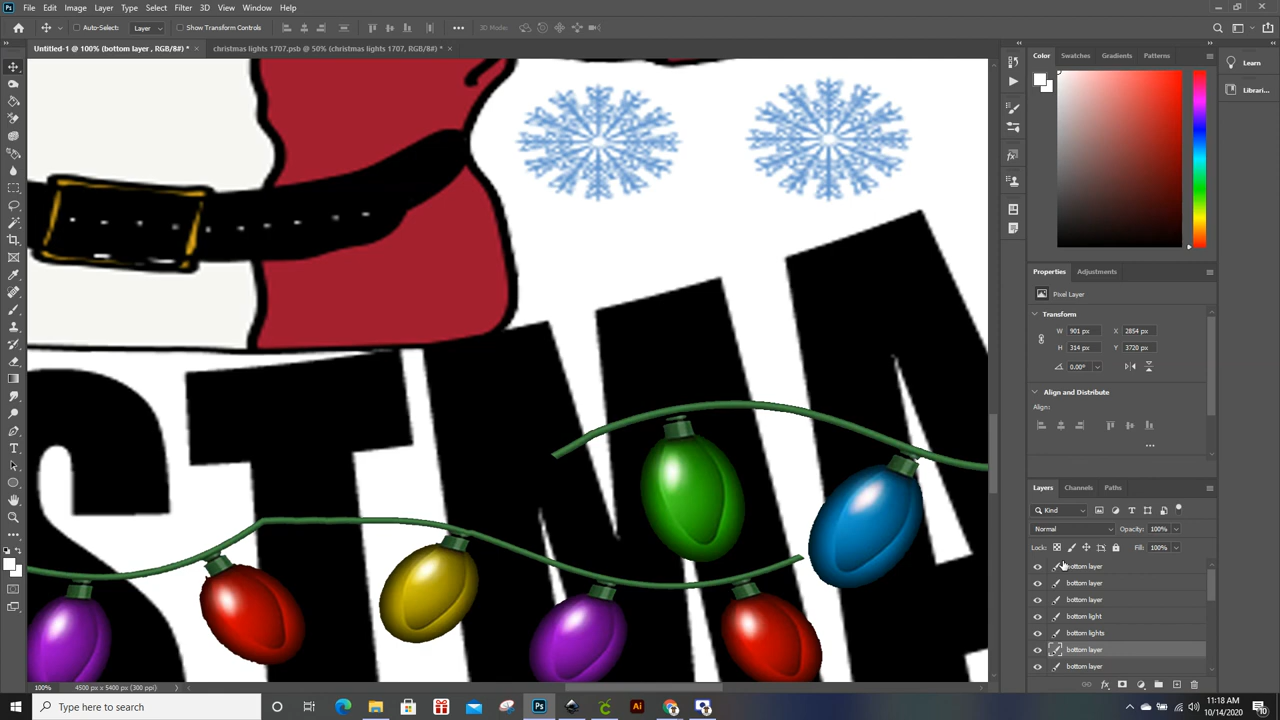 File Edit Image Layer Type Select Filter 3D View Window Help
Auto-Select: Layer Show Transform Controls 3D Mode:
Untitled-1 @ 100% (bottom layer , RGB/8#) * × christmas lights 1707.psb @ 50% (christmas lights 1707, RGB/8#) * ×
Color Swatches Gradients Patterns
Learn
Librari...
Properties Adjustments
Pixel Layer
Transform
W 901 px X 2854 px
H 314 px Y 3720 px
0.00°
Align and Distribute
Align:
STMA
Layers Channels Paths
Kind
Normal Opacity: 100%
Lock: Fill: 100%
bottom layer
bottom layer
bottom layer
bottom light
bottom lights
bottom layer
bottom layer
100% 4500 px x 5400 px (300 ppi)
Type here to search
11:18 AM
10/14/2020